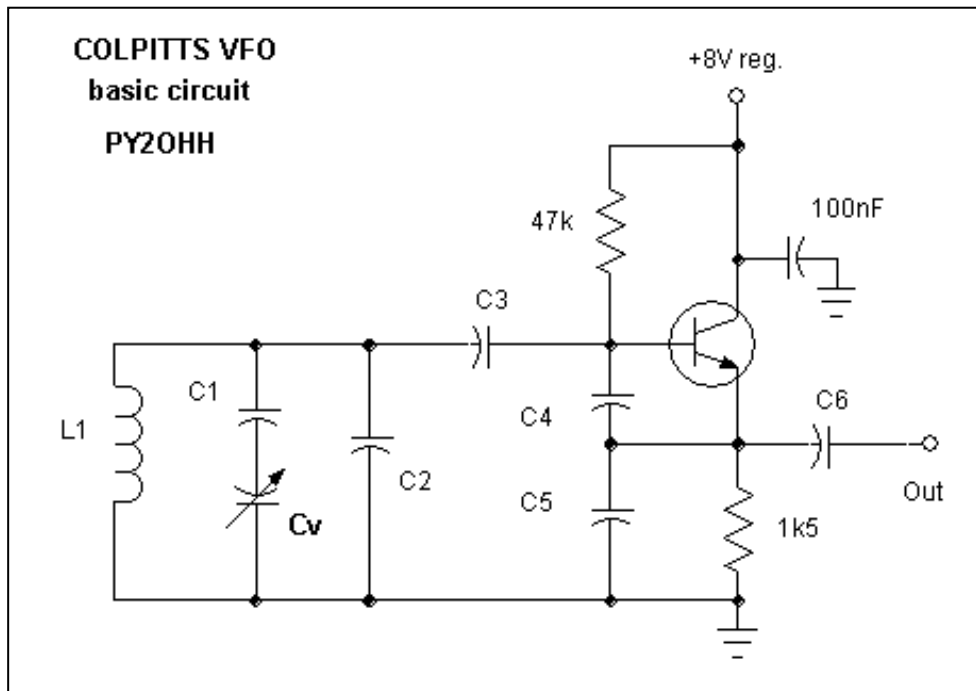 COLPITTS VFO
basic circuit
PY2OHH
+8V reg.
47k
100nF
C3
C1
L1
C4
C6
C2
C5
Out
Cv
1k5